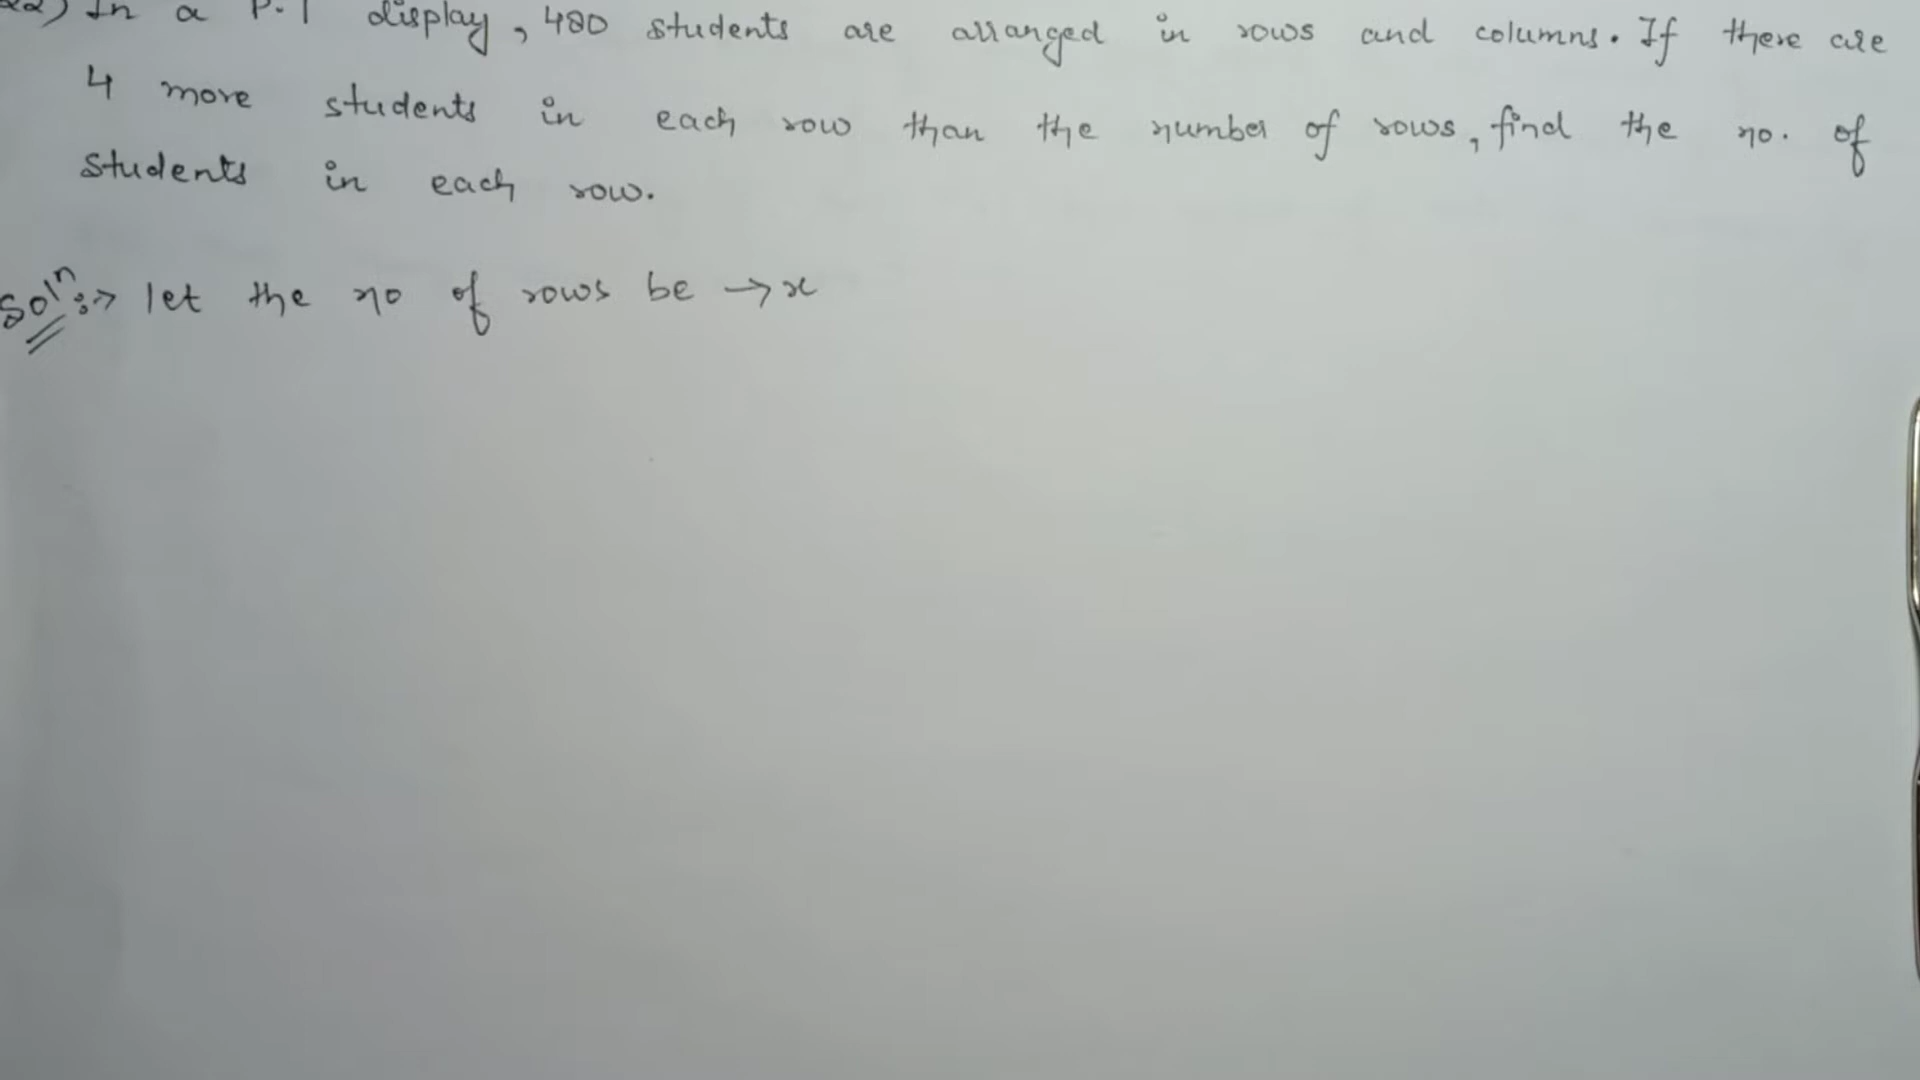 22) In a P.T display, 480 students are arranged in rows and columns. If there are
4 more students in each row than the number of rows, find the no. of
students in each row.
Soln:→ let the no of rows be → x